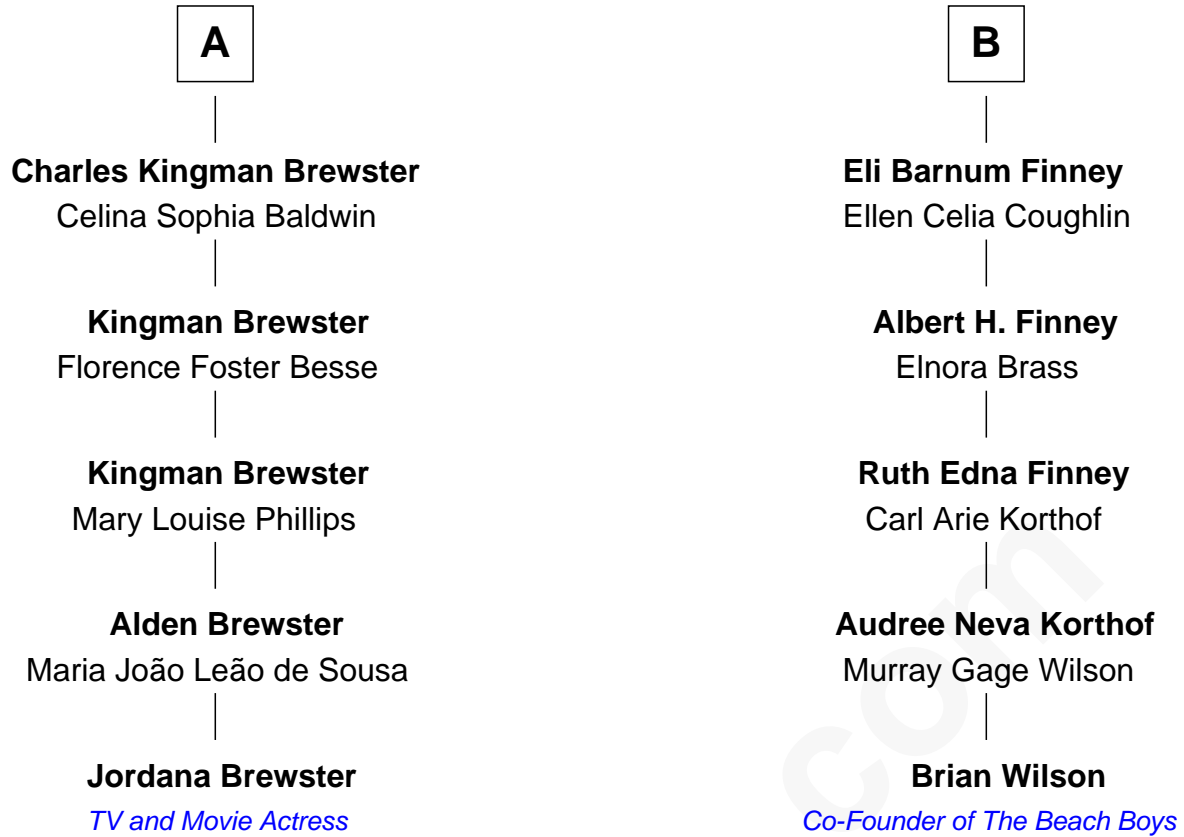 A
Charles Kingman Brewster
Celina Sophia Baldwin
Kingman Brewster
Florence Foster Besse
Kingman Brewster
Mary Louise Phillips
Alden Brewster
Maria João Leão de Sousa
Jordana Brewster
TV and Movie Actress
B
Eli Barnum Finney
Ellen Celia Coughlin
Albert H. Finney
Elnora Brass
Ruth Edna Finney
Carl Arie Korthof
Audree Neva Korthof
Murray Gage Wilson
Brian Wilson
Co-Founder of The Beach Boys
com